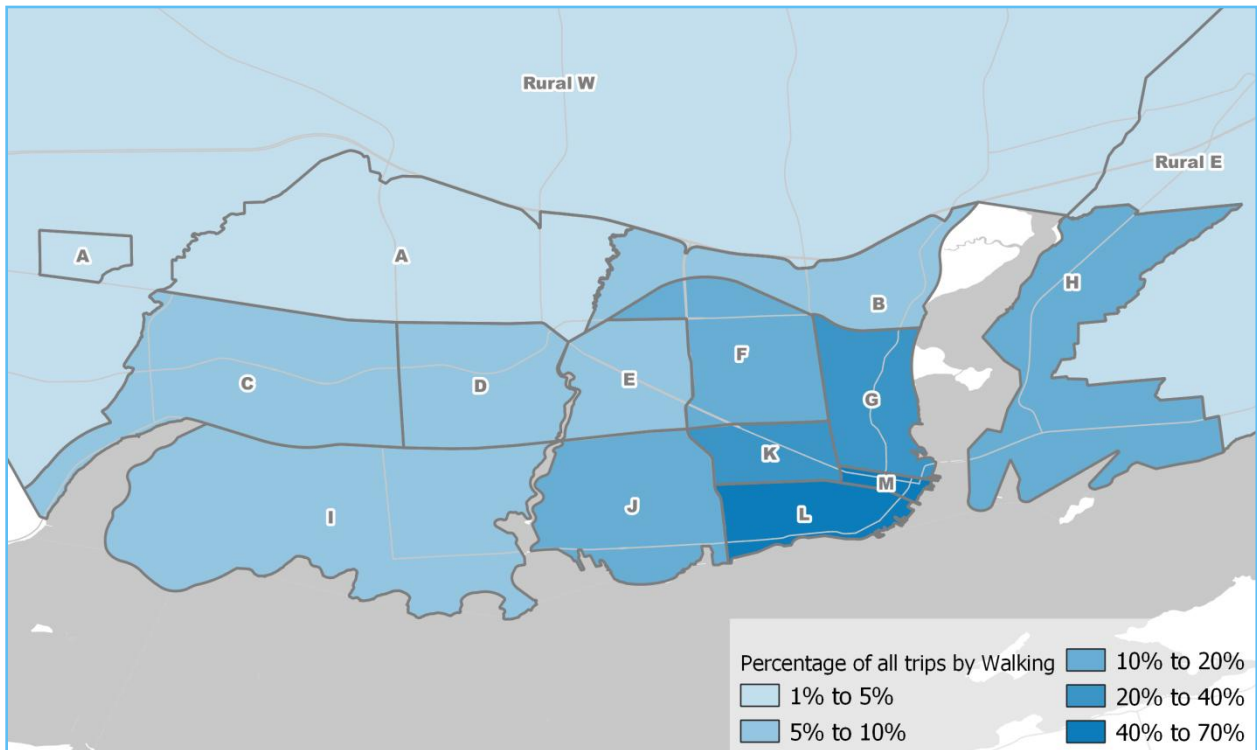 Rural W
Rural E
A
A
H
B
F
E
C
D
G
K
M
J
L
I
Percentage of all trips by Walking
1% to 5%
5% to 10%
10% to 20%
20% to 40%
40% to 70%